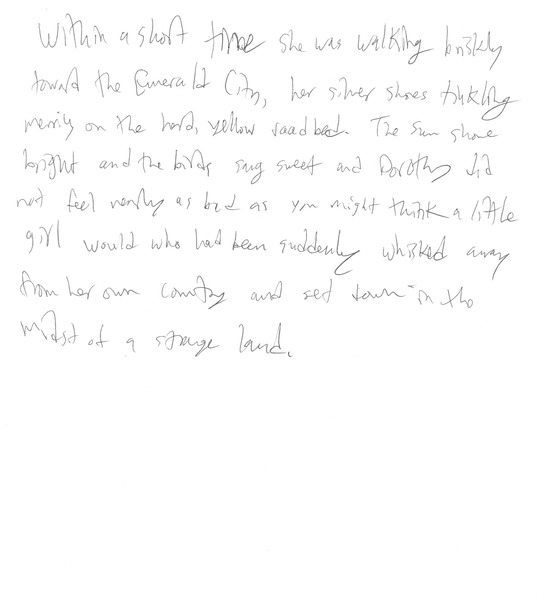 Within a short time she was walking briskly
toward the Emerald City, her silver shoes tinkling
merrily on the hard, yellow roadbed. The sun shone
bright and the birds sang sweet and Dorothy did
not feel nearly as bad as you might think a little
girl would who had been suddenly whisked away
from her own country and set down in the
midst of a strange land.